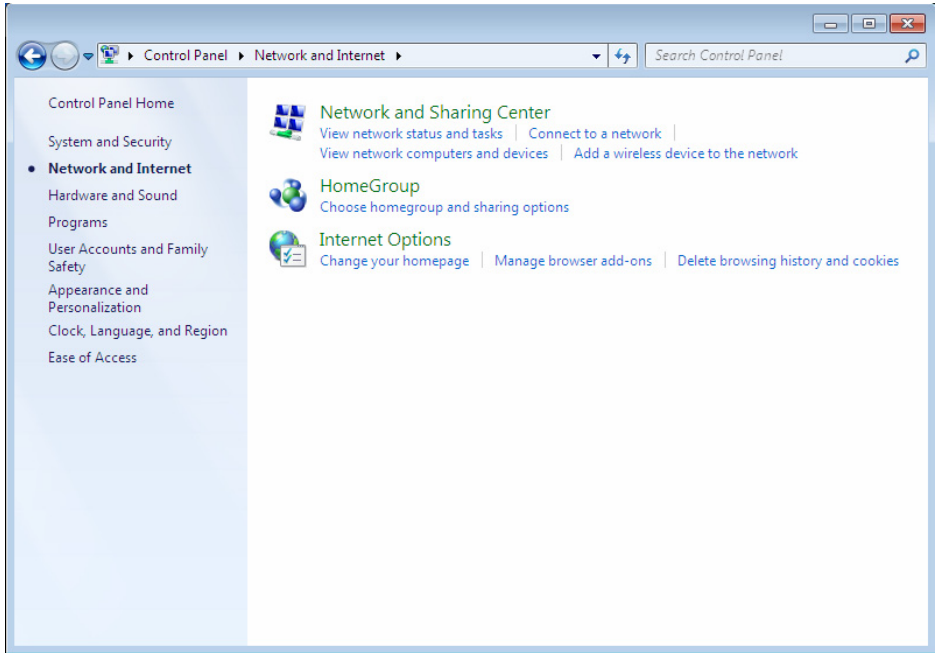 Control Panel Network and Internet Search Control Panel
Control Panel Home
System and Security
Network and Internet
Hardware and Sound
Programs
User Accounts and Family
Safety
Appearance and
Personalization
Clock, Language, and Region
Ease of Access
Network and Sharing Center
View network status and tasks Connect to a network
View network computers and devices Add a wireless device to the network
HomeGroup
Choose homegroup and sharing options
Internet Options
Change your homepage Manage browser add-ons Delete browsing history and cookies